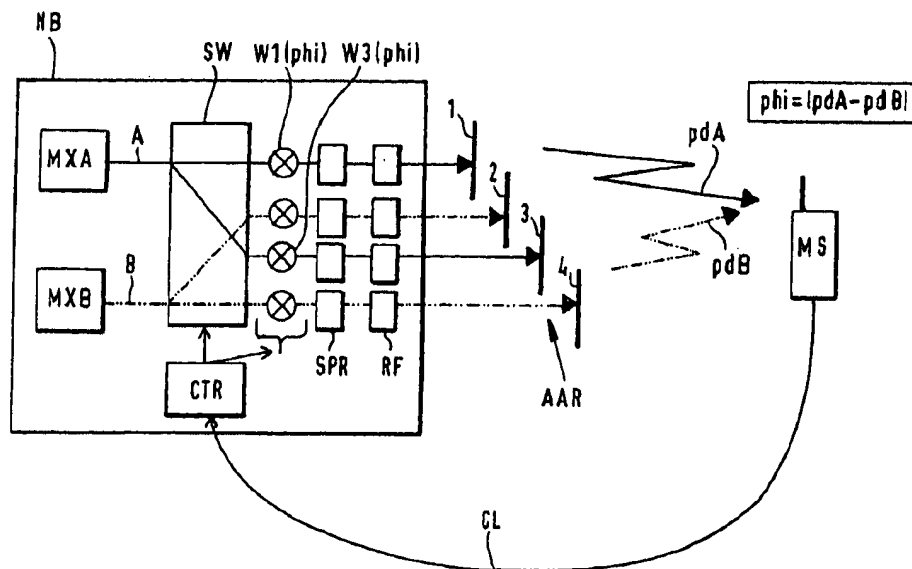 NB
SW W1(phi) W3(phi)
phi=|pdA-pdB|
MXA A
1
pdA
2
3
MS
pdB
MXB B
4
SPR RF
CTR
AAR
CL